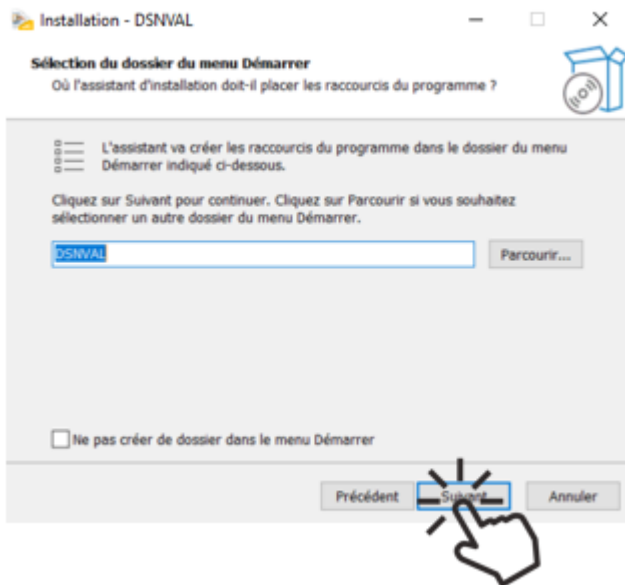 Installation - DSNVAL
Sélection du dossier du menu Démarrer
Où l'assistant d'installation doit-il placer les raccourcis du programme ?
L'assistant va créer les raccourcis du programme dans le dossier du menu
Démarrer indiqué ci-dessous.
Cliquez sur Suivant pour continuer. Cliquez sur Parcourir si vous souhaitez
sélectionner un autre dossier du menu Démarrer.
DSNVAL
Parcourir...
Ne pas créer de dossier dans le menu Démarrer
Précédent
Suivant
Annuler